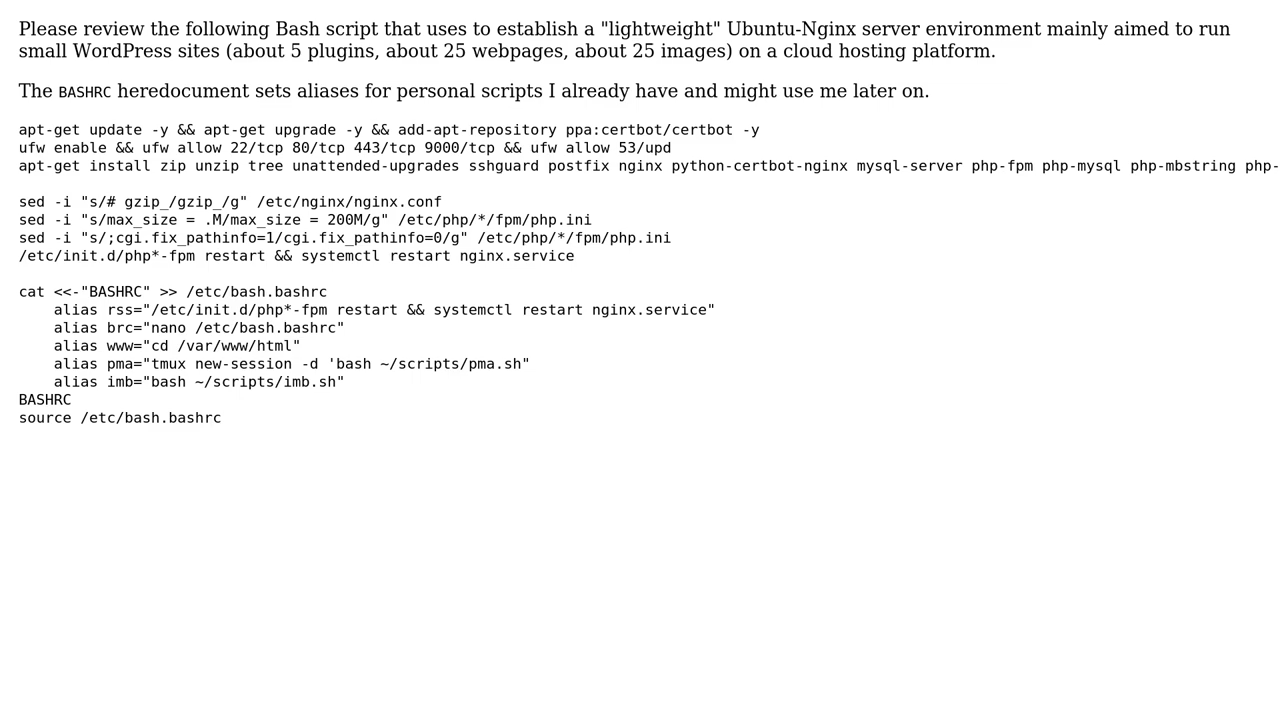 Please review the following Bash script that uses to establish a "lightweight" Ubuntu-Nginx server environment mainly aimed to run
small WordPress sites (about 5 plugins, about 25 webpages, about 25 images) on a cloud hosting platform.
The BASHRC heredocument sets aliases for personal scripts I already have and might use me later on.
apt-get update -y && apt-get upgrade -y && add-apt-repository ppa:certbot/certbot -y
ufw enable && ufw allow 22/tcp 80/tcp 443/tcp 9000/tcp && ufw allow 53/upd
apt-get install zip unzip tree unattended-upgrades sshguard postfix nginx python-certbot-nginx mysql-server php-fpm php-mysql php-mbstring php-
sed -i "s/# gzip_/gzip_/g" /etc/nginx/nginx.conf
sed -i "s/max_size = .M/max_size = 200M/g" /etc/php/*/fpm/php.ini
sed -i "s/;cgi.fix_pathinfo=1/cgi.fix_pathinfo=0/g" /etc/php/*/fpm/php.ini
/etc/init.d/php*-fpm restart && systemctl restart nginx.service
cat <<-"BASHRC" >> /etc/bash.bashrc
    alias rss="/etc/init.d/php*-fpm restart && systemctl restart nginx.service"
    alias brc="nano /etc/bash.bashrc"
    alias www="cd /var/www/html"
    alias pma="tmux new-session -d 'bash ~/scripts/pma.sh"
    alias imb="bash ~/scripts/imb.sh"
BASHRC
source /etc/bash.bashrc